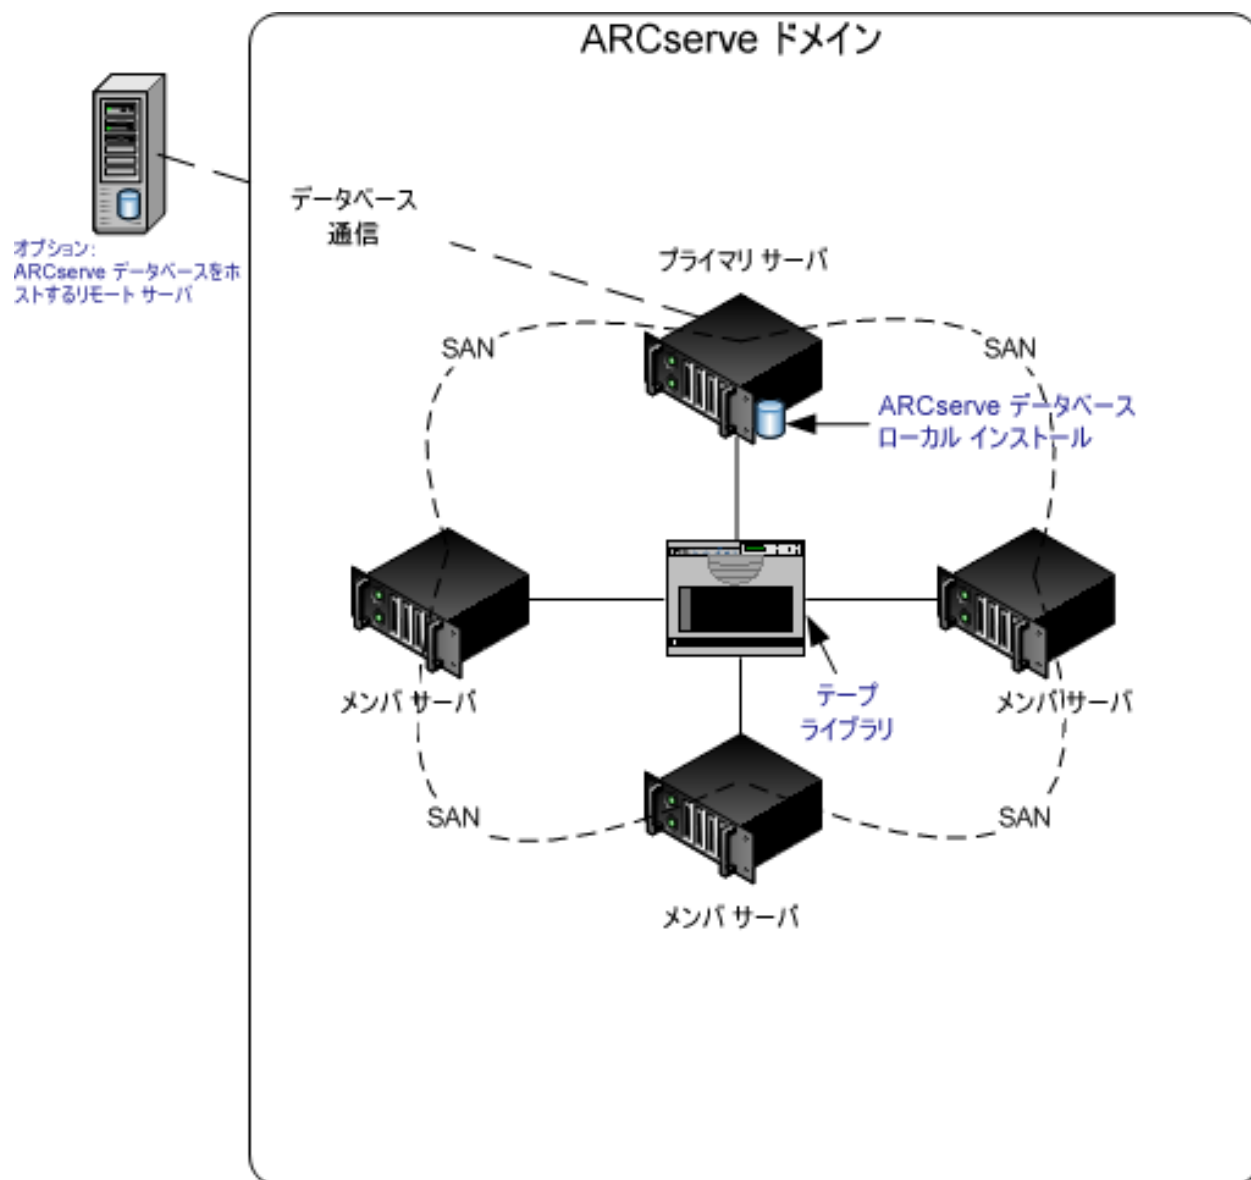 ARCserve ドメイン
データベース
通信
オプション:
ARCserve データベースをホ
ストするリモート サーバ
プライマリ サーバ
SAN
SAN
ARCserve データベース
ローカル インストール
メンバ サーバ
テープ
ライブラリ
メンバ サーバ
SAN
SAN
メンバ サーバ